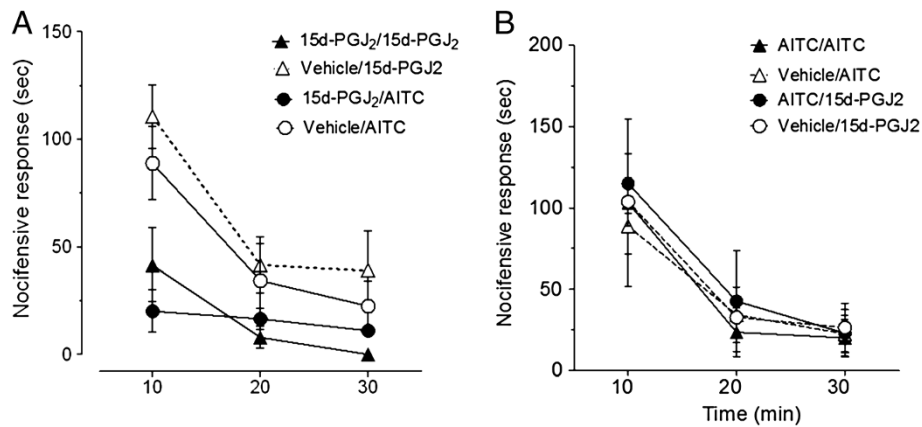 A
150
100
50
0
Nocifensive response (sec)
15d-PGJ₂/15d-PGJ₂
Vehicle/15d-PGJ2
15d-PGJ₂/AITC
Vehicle/AITC
10 20 30
B
200
150
100
50
0
Nocifensive response (sec)
AITC/AITC
Vehicle/AITC
AITC/15d-PGJ2
Vehicle/15d-PGJ2
10 20 30
Time (min)